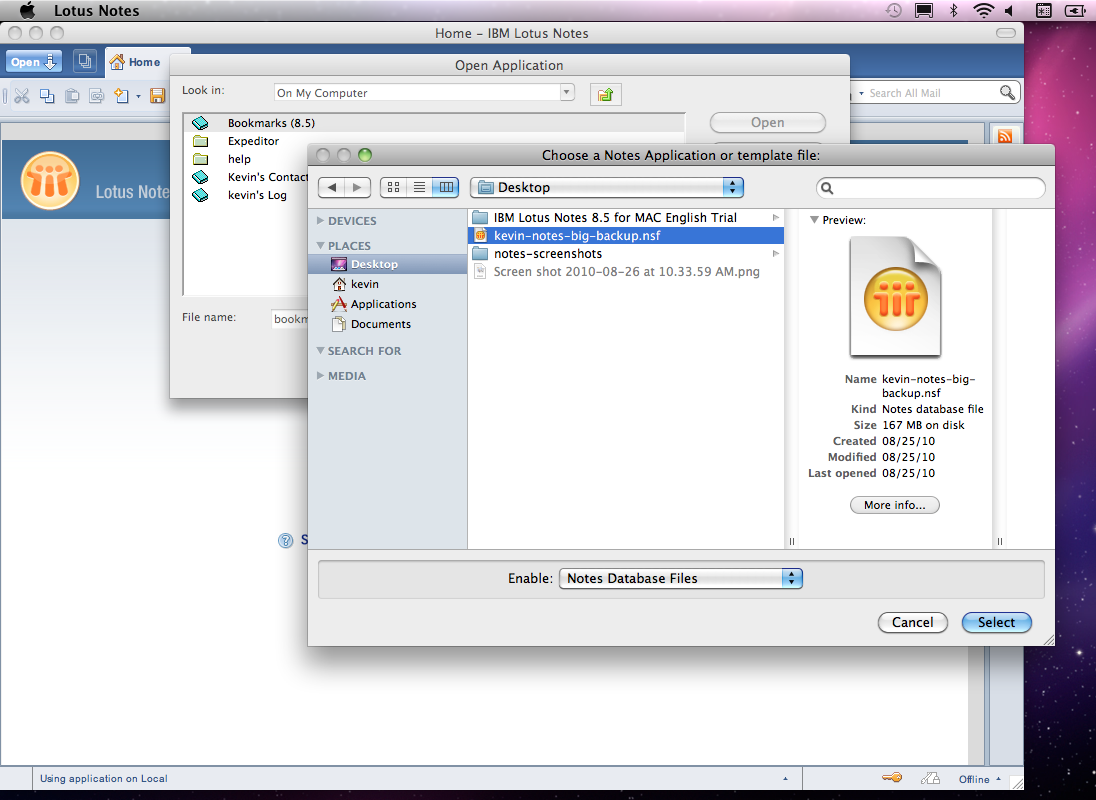 Lotus Notes
Home – IBM Lotus Notes
Open
Home
Open Application
Look in:
On My Computer
Search All Mail
Bookmarks (8.5)
Open
Expeditor
help
Kevin's Contact
kevin's Log
Lotus Note
File name:
bookm
Choose a Notes Application or template file:
Desktop
DEVICES
PLACES
Desktop
kevin
Applications
Documents
SEARCH FOR
MEDIA
IBM Lotus Notes 8.5 for MAC English Trial
kevin-notes-big-backup.nsf
notes-screenshots
Screen shot 2010-08-26 at 10.33.59 AM.png
Preview:
Name kevin-notes-big-
backup.nsf
Kind Notes database file
Size 167 MB on disk
Created 08/25/10
Modified 08/25/10
Last opened 08/25/10
More info...
S
Enable: Notes Database Files
Cancel
Select
Using application on Local
Offline